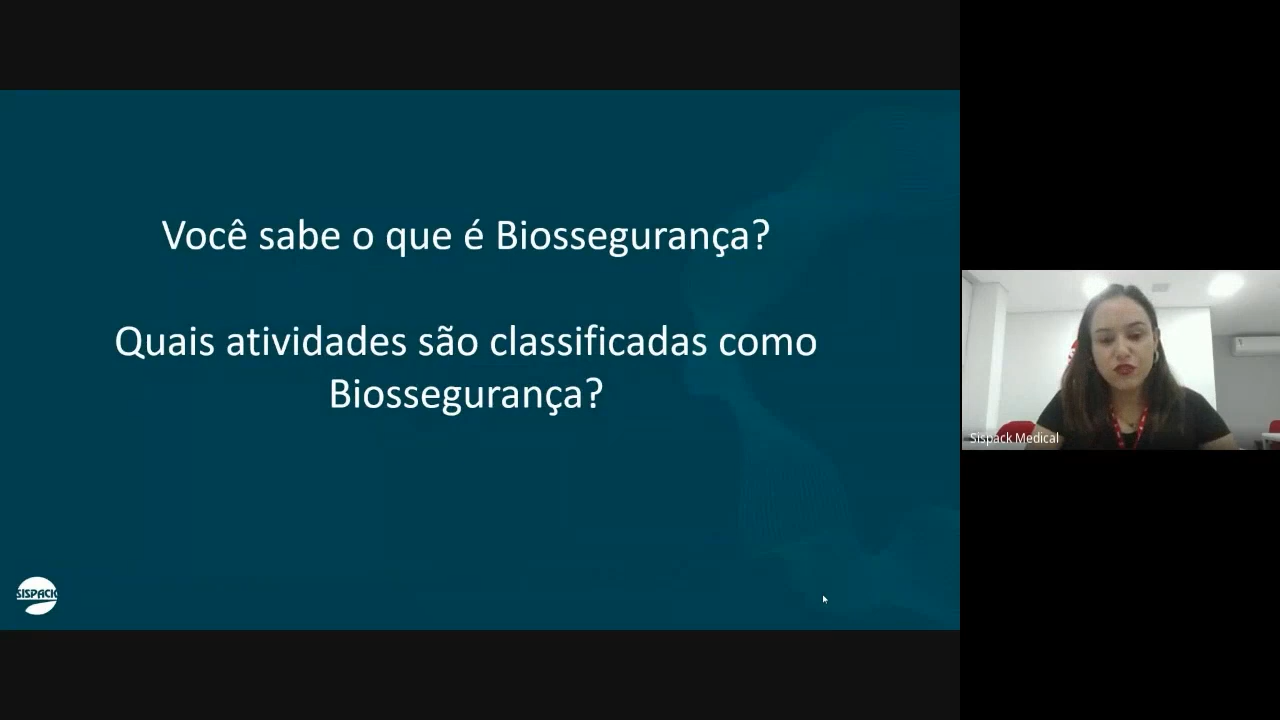 Você sabe o que é Biossegurança?
Quais atividades são classificadas como
Biossegurança?
SISPACK
Sispack Medical